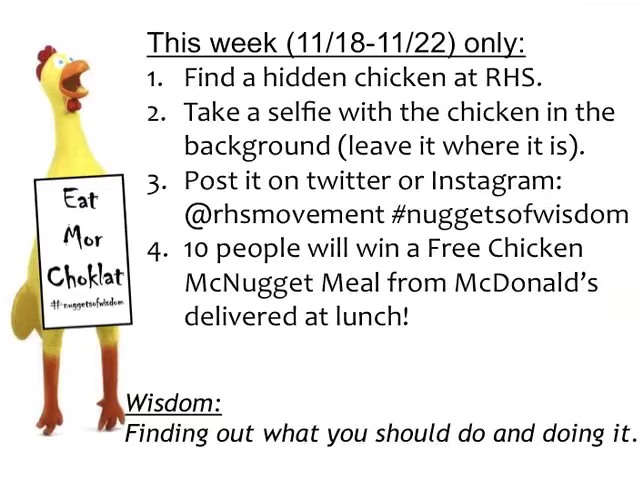 This week (11/18-11/22) only:
1. Find a hidden chicken at RHS.
2. Take a selfie with the chicken in the
background (leave it where it is).
3. Post it on twitter or Instagram:
@rhsmovement #nuggetsofwisdom
4. 10 people will win a Free Chicken
McNugget Meal from McDonald's
delivered at lunch!
Eat
Mor
Choklat
#nuggetsofwisdom
Wisdom:
Finding out what you should do and doing it.